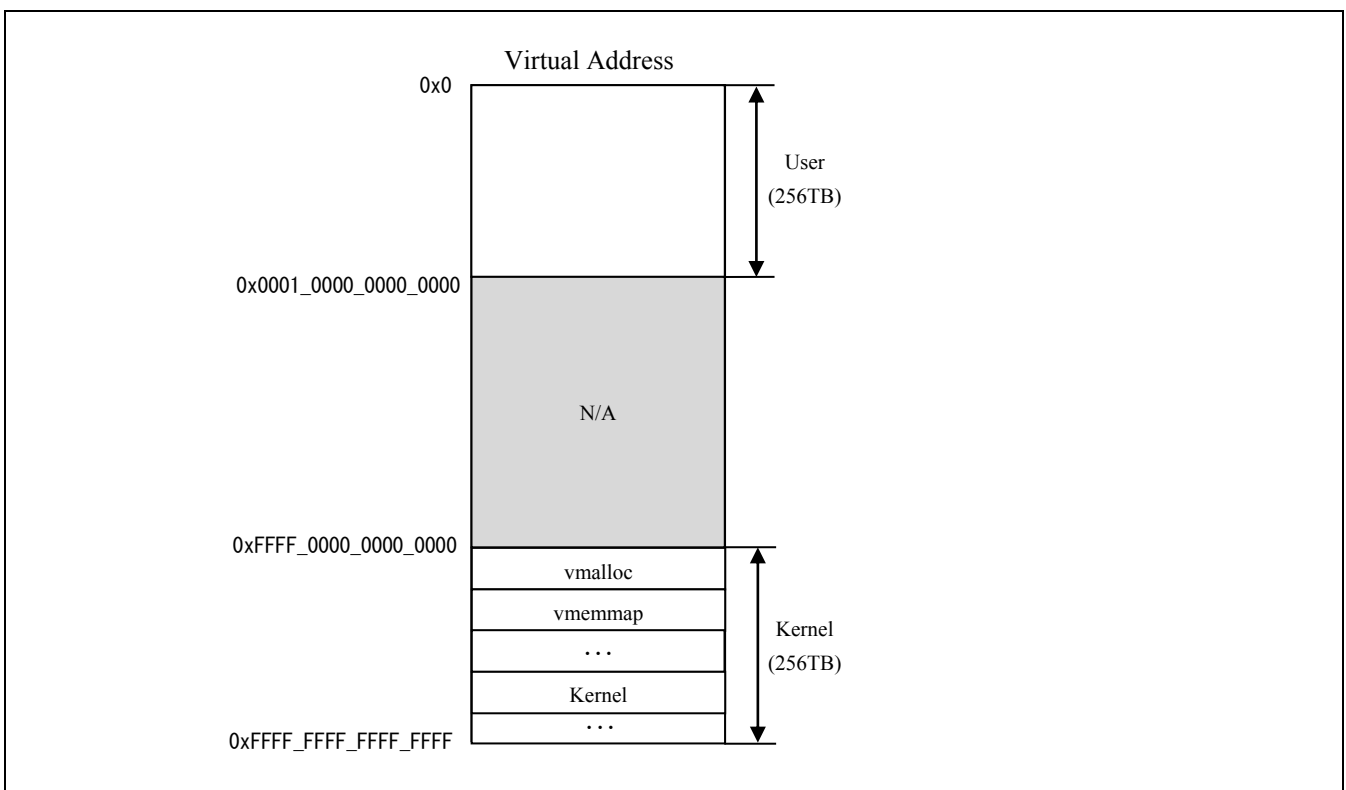 Virtual Address
0x0
User
(256TB)
0x0001_0000_0000_0000
N/A
0xFFFF_0000_0000_0000
vmalloc
vmemmap
...
Kernel
Kernel
(256TB)
...
0xFFFF_FFFF_FFFF_FFFF